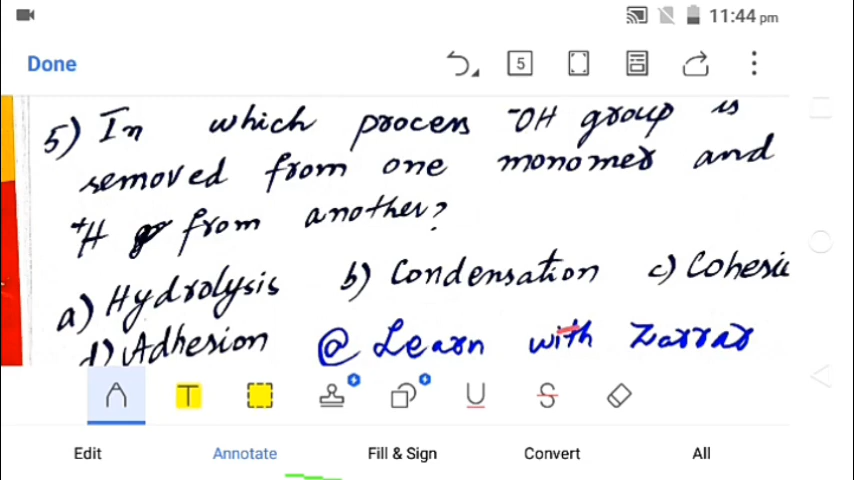 11:44 pm
Done
5
5) In which process -OH group is
removed from one monomer and
+H from another?
a) Hydrolysis b) Condensation c) Cohesio
d) Adhesion @ Learn with Zarrar
T
U
S
Edit Annotate Fill & Sign Convert All